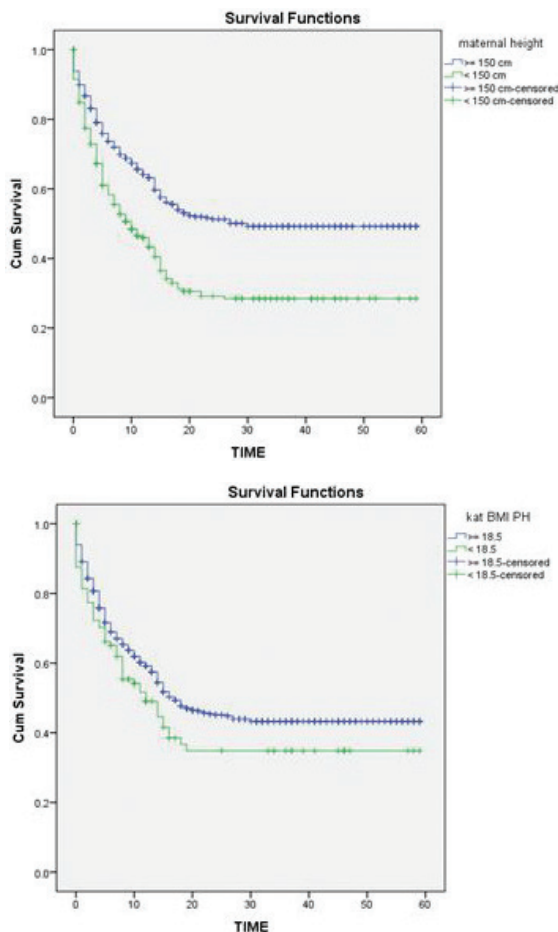 Survival Functions
maternal height
>= 150 cm
< 150 cm
>= 150 cm-censored
< 150 cm-censored
1.0
0.8
0.6
0.4
0.2
0.0
Cum Survival
0 10 20 30 40 50 60
TIME
Survival Functions
kat BMI PH
>= 18.5
< 18.5
>= 18.5-censored
< 18.5-censored
1.0
0.8
0.6
0.4
0.2
0.0
Cum Survival
0 10 20 30 40 50 60
TIME